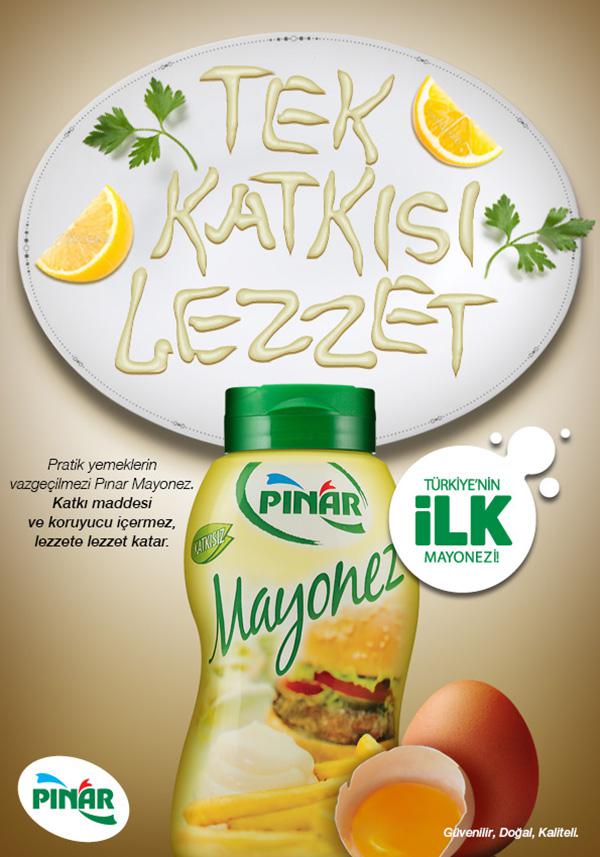 TEK
KATKISI
LEZZET
Pratik yemeklerin
vazgeçilmezi Pınar Mayonez.
Katkı maddesi
ve koruyucu içermez,
lezzete lezzet katar.
TÜRKİYE'NİN
İLK
MAYONEZİ!
PINAR
KATKISIZ
Mayonez
PINAR
Güvenilir, Doğal, Kaliteli.